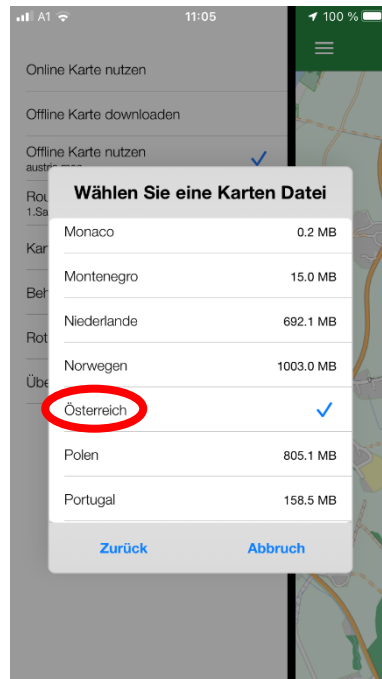 A1 11:05 100 %
Online Karte nutzen
Offline Karte downloaden
Offline Karte nutzen
Wählen Sie eine Karten Datei
Monaco 0.2 MB
Montenegro 15.0 MB
Niederlande 692.1 MB
Norwegen 1003.0 MB
Österreich
Polen 805.1 MB
Portugal 158.5 MB
Zurück Abbruch